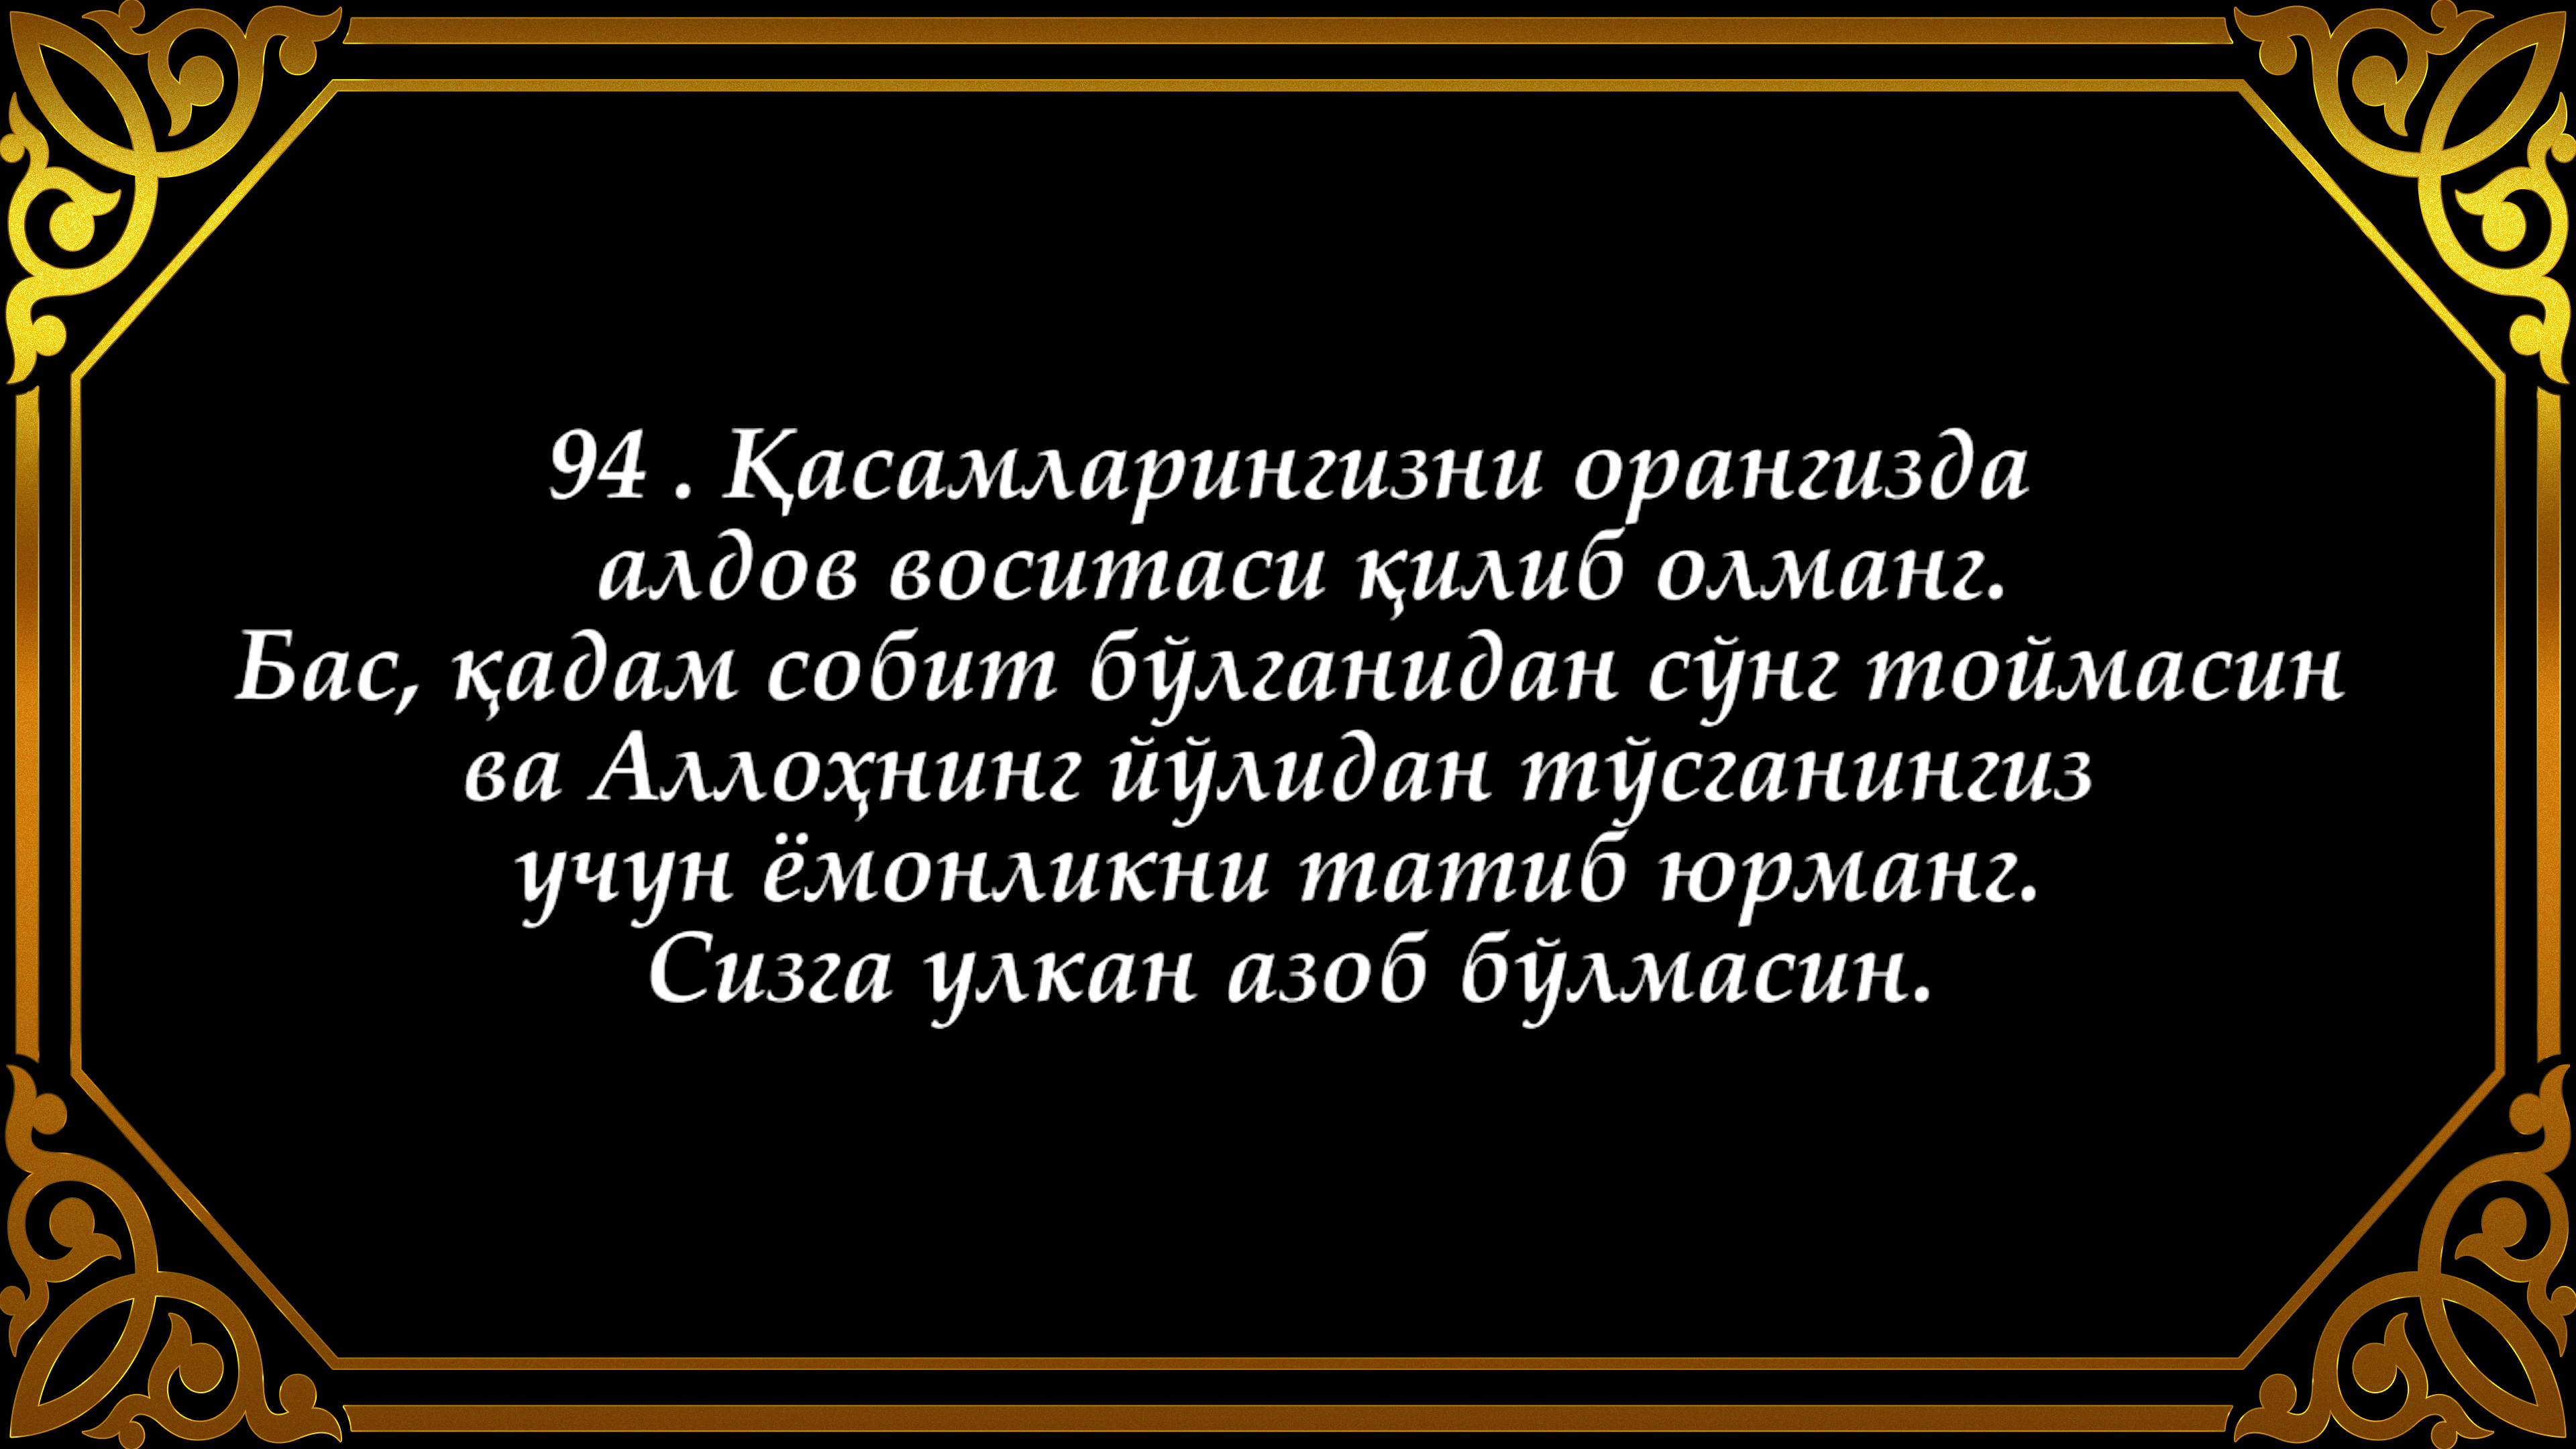 94 . Қасамларингизни орангизда
алдов воситаси қилиб олманг.
Бас, қадам собит бўлганидан сўнг тоймасин
ва Аллоҳнинг йўлидан тўсганингиз
учун ёмонликни татиб юрманг.
Сизга улкан азоб бўлмасин.